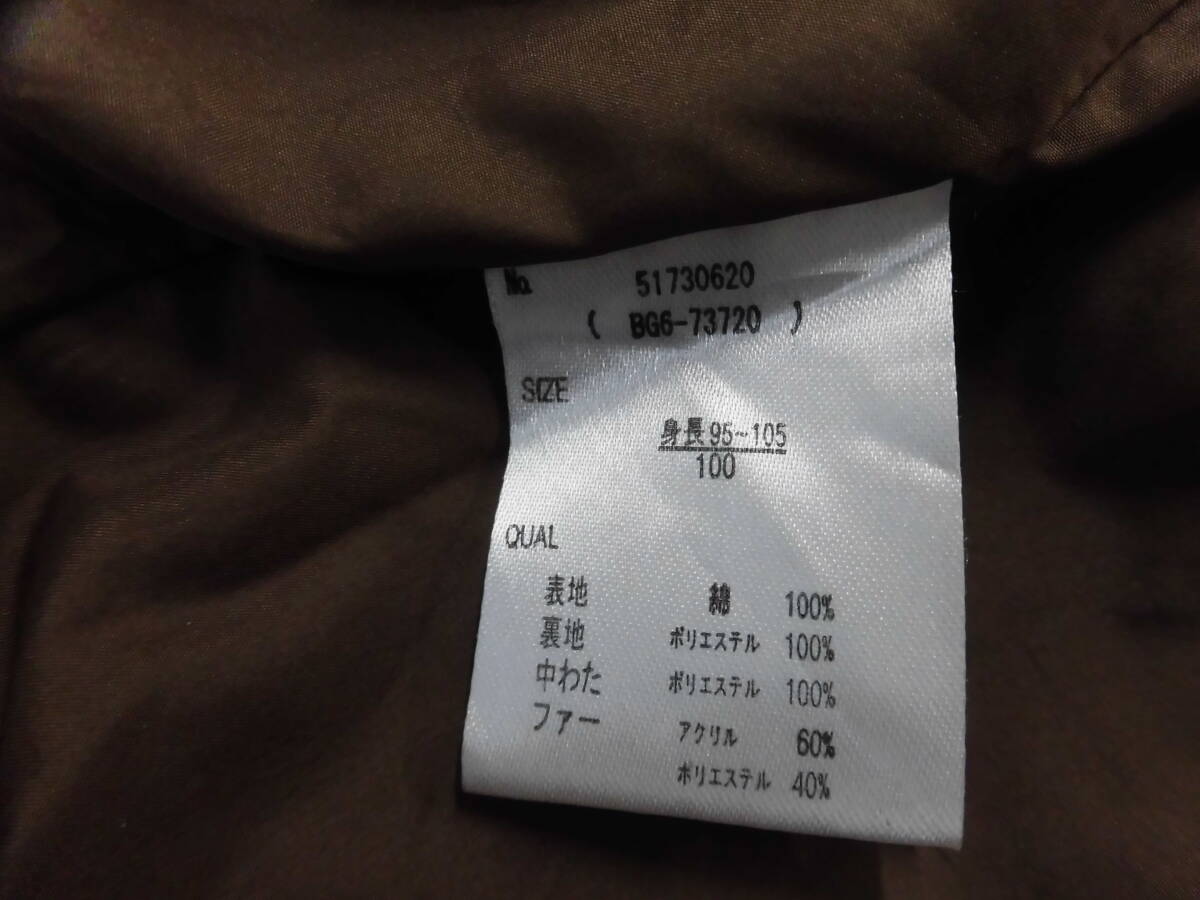 No. 51730620
( BG6-73720 )
SIZE
身長95~105
100
QUAL
表地 綿 100%
裏地 ポリエステル 100%
中わた ポリエステル 100%
ファー アクリル 60%
ポリエステル 40%